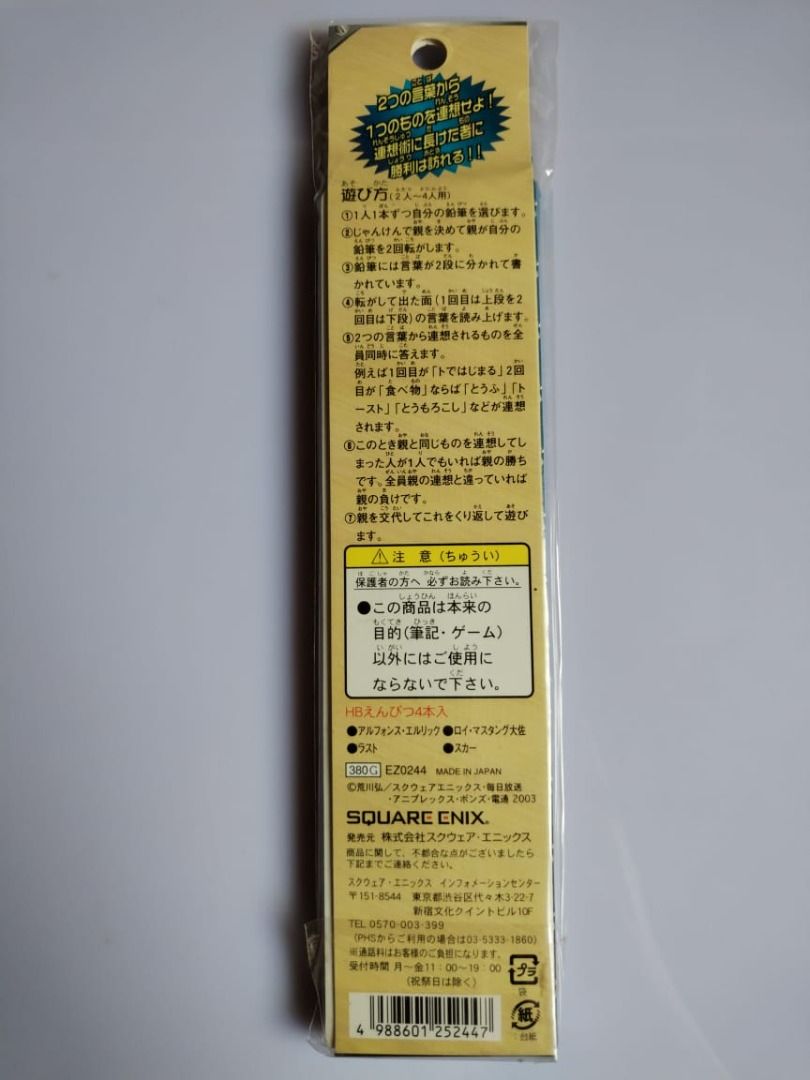 2つの言葉から
1つのものを連想せよ!
連想術に長けた者に
勝利は訪れる!!
遊び方(2人〜4人用)
①1人1本ずつ自分の鉛筆を選びます。
②じゃんけんで親を決めて親が自分の
鉛筆を2回転がします。
③鉛筆には言葉が2段に分かれて書
かれています。
④転がして出た面(1回目は上段を2
回目は下段)の言葉を読み上げます。
⑤2つの言葉から連想されるものを全
員同時に答えます。
例えば1回目が「トではじまる」2回
目が「食べ物」ならば「とうふ」「ト
ースト」「とうもろこし」などが連想
されます。
⑥このとき親と同じものを連想してし
まった人が1人でもいれば親の勝ち
です。全員親の連想と違っていれば
親の負けです。
⑦親を交代してこれをくり返して遊び
ます。
⚠注 意(ちゅうい)
保護者の方へ 必ずお読み下さい。
●この商品は本来の
目的(筆記・ゲーム)
以外にはご使用に
ならないで下さい。
HBえんぴつ4本入
●アルフォンス・エルリック ●ロイ・マスタング大佐
●ラスト ●スカー
380G EZ0244 MADE IN JAPAN
©荒川弘/スクウェアエニックス・毎日放送
・アニプレックス・ボンズ・電通 2003
SQUARE ENIX®
発売元 株式会社スクウェア・エニックス
商品に関して、不都合な点がございましたら
下記までご連絡ください。
スクウェア・エニックス インフォメーションセンター
〒151-8544 東京都渋谷区代々木3-22-7
新宿文化クイントビル10F
TEL 0570-003-399
(PHSからご利用の場合は03-5333-1860)
※通話料はお客様のご負担になります。
受付時間 月〜金11:00〜19:00
(祝祭日は除く)
プラ
袋
紙
台紙
4 988601 252447